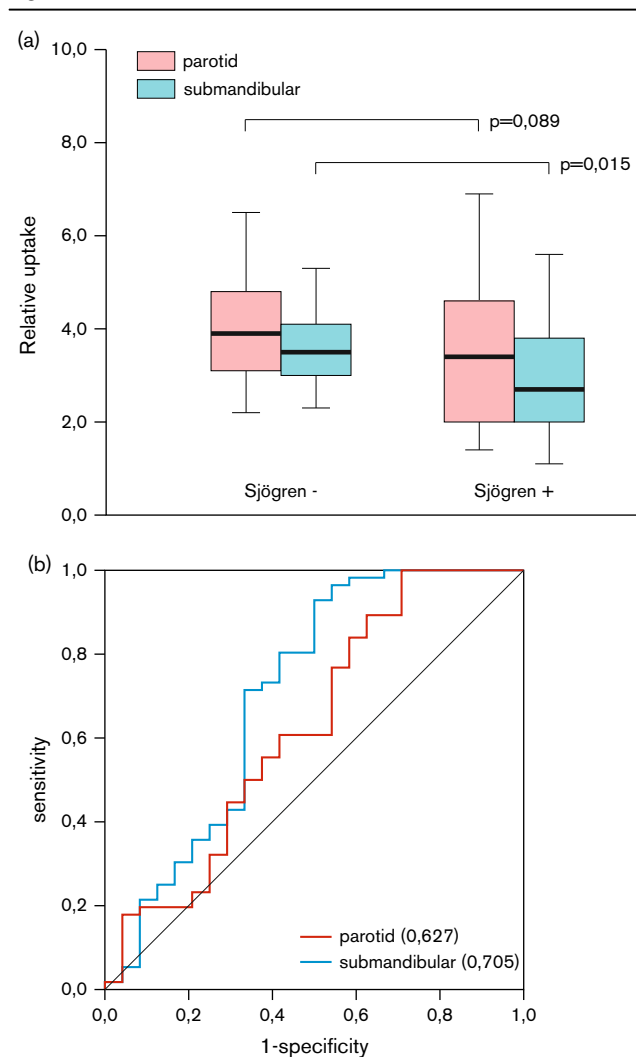 (a)
10,0
parotid
submandibular
8,0
p=0,089
p=0,015
6,0
Relative uptake
4,0
2,0
Sjögren -
Sjögren +
0,0
(b)
1,0
0,8
0,6
sensitivity
0,4
0,2
parotid (0,627)
submandibular (0,705)
0,0
0,0
0,2
0,4
0,6
0,8
1,0
1-specificity